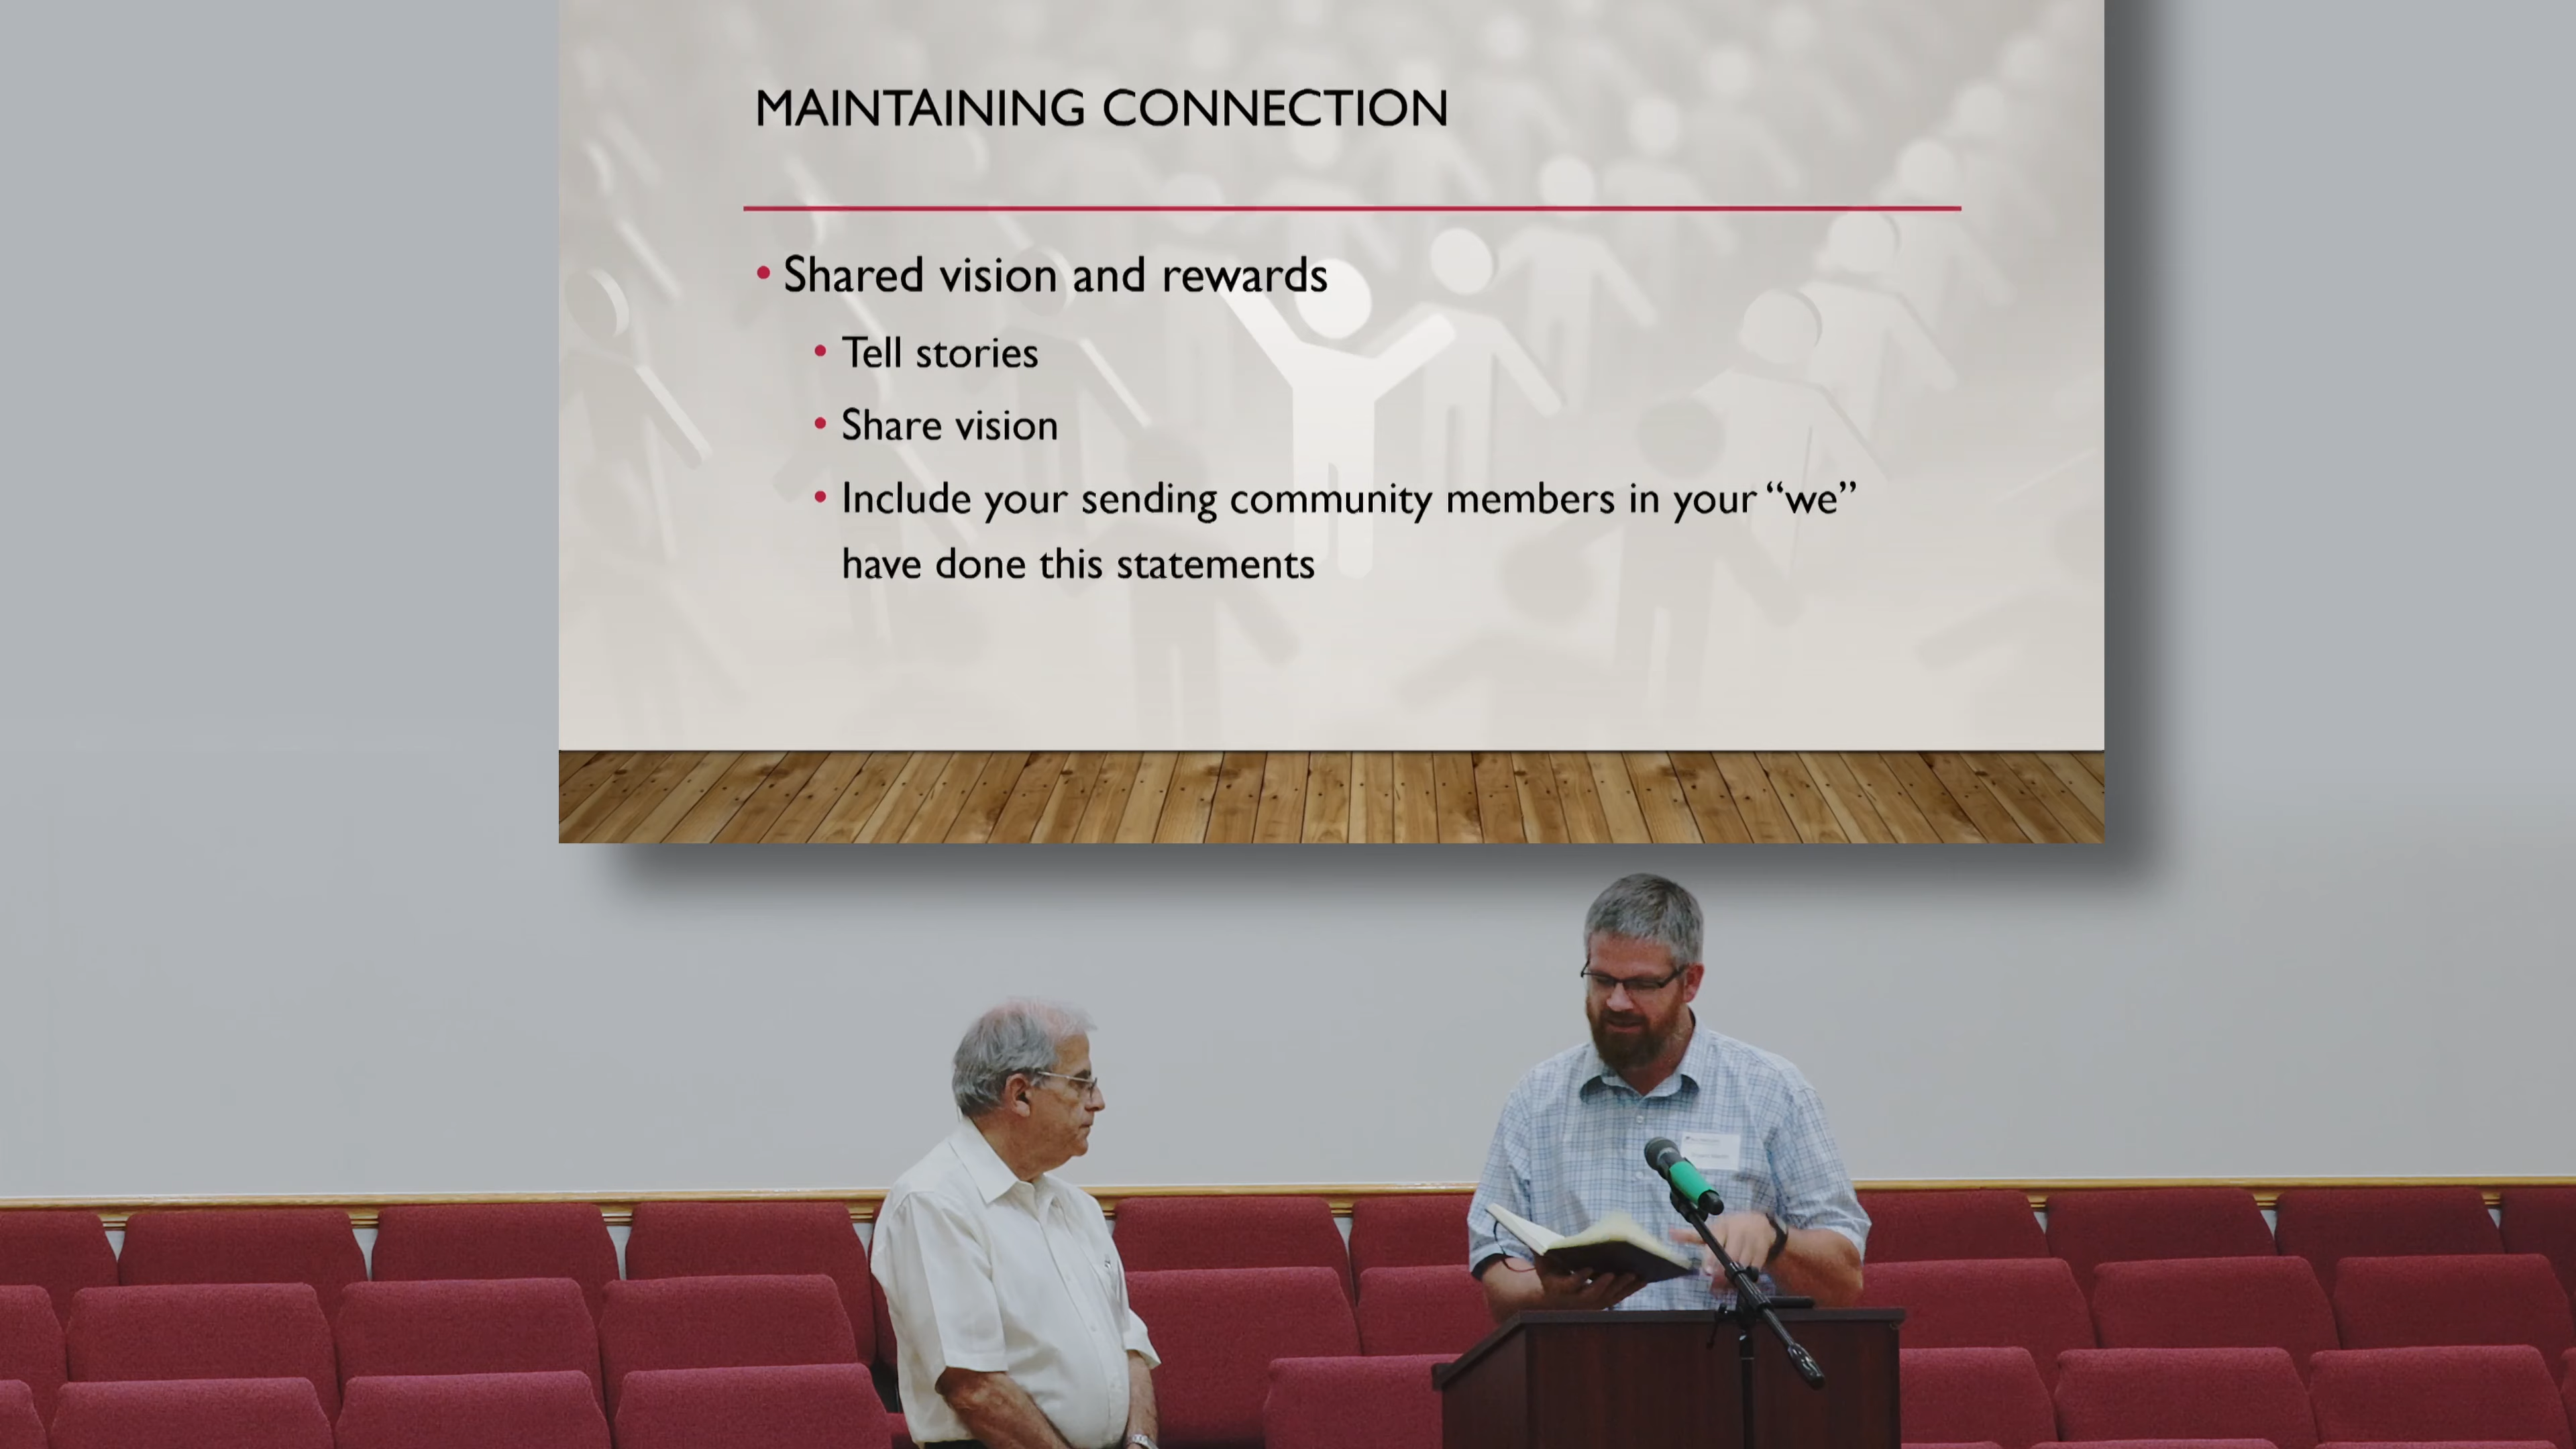 MAINTAINING CONNECTION
• Shared vision and rewards
• Tell stories
• Share vision
• Include your sending community members in your “we”
have done this statements